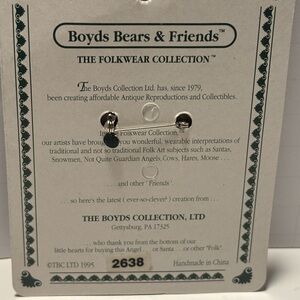 Boyds Bears & Friends™
THE FOLKWEAR COLLECTION™
The Boyds Collection Ltd. has, since 1979,
been creating affordable Antique Reproductions and Collectibles.
Folkwear Collection,
our artists have you wonderful, wearable interpretations of
traditional and not so traditional Folk Art subjects such as Santas,
Snowmen, Not Quite Guardian Angels, Cows, Hares, Moose . . .
. . . and other "Friends"
. . . so here's the latest ( ever-so-clever! ) creation from . . .
THE BOYDS COLLECTION, LTD
Gettysburg, PA 17325
. . . who thank you from the bottom of our
little hearts for buying this Angel . . . or Santa . . . or other "Folk".
©TBC LTD 1995
2638
Handmade in China